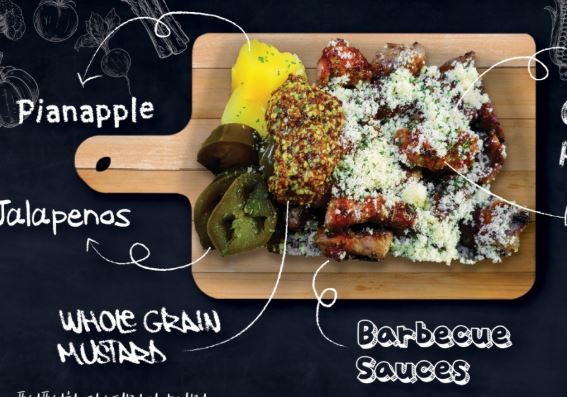 Pianapple
Jalapenos
WHOLE GRAIN
MUSTARD
Barbecue
Sauces